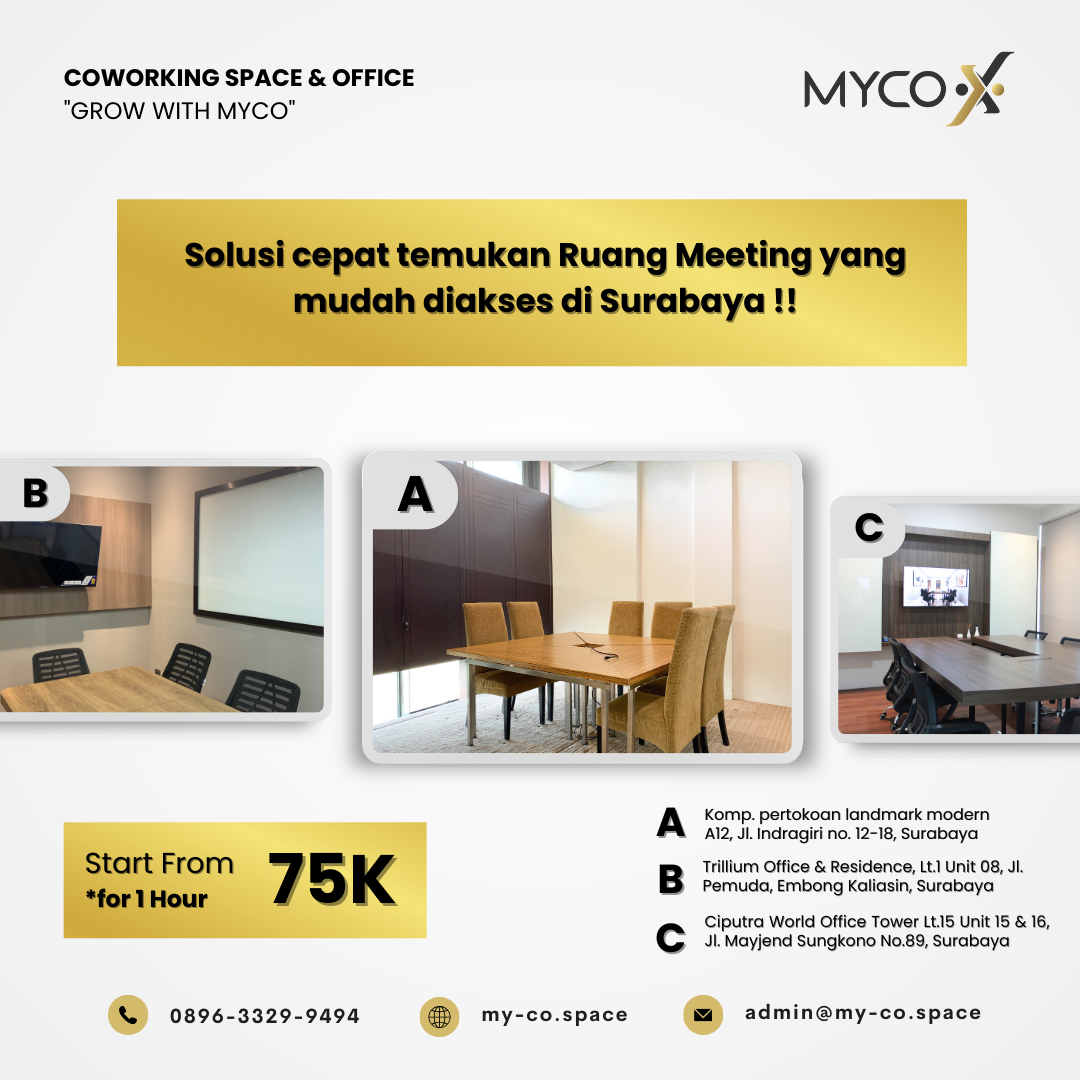 COWORKING SPACE & OFFICE
"GROW WITH MYCO"
MYCO X
Solusi cepat temukan Ruang Meeting yang
mudah diakses di Surabaya !!
B
A
C
Start From
*for 1 Hour
75K
A
Komp. pertokoan landmark modern
A12, Jl. Indragiri no. 12-18, Surabaya
B
Trillium Office & Residence, Lt.1 Unit 08, Jl.
Pemuda, Embong Kaliasin, Surabaya
C
Ciputra World Office Tower Lt.15 Unit 15 & 16,
Jl. Mayjend Sungkono No.89, Surabaya
0896-3329-9494
my-co.space
admin@my-co.space